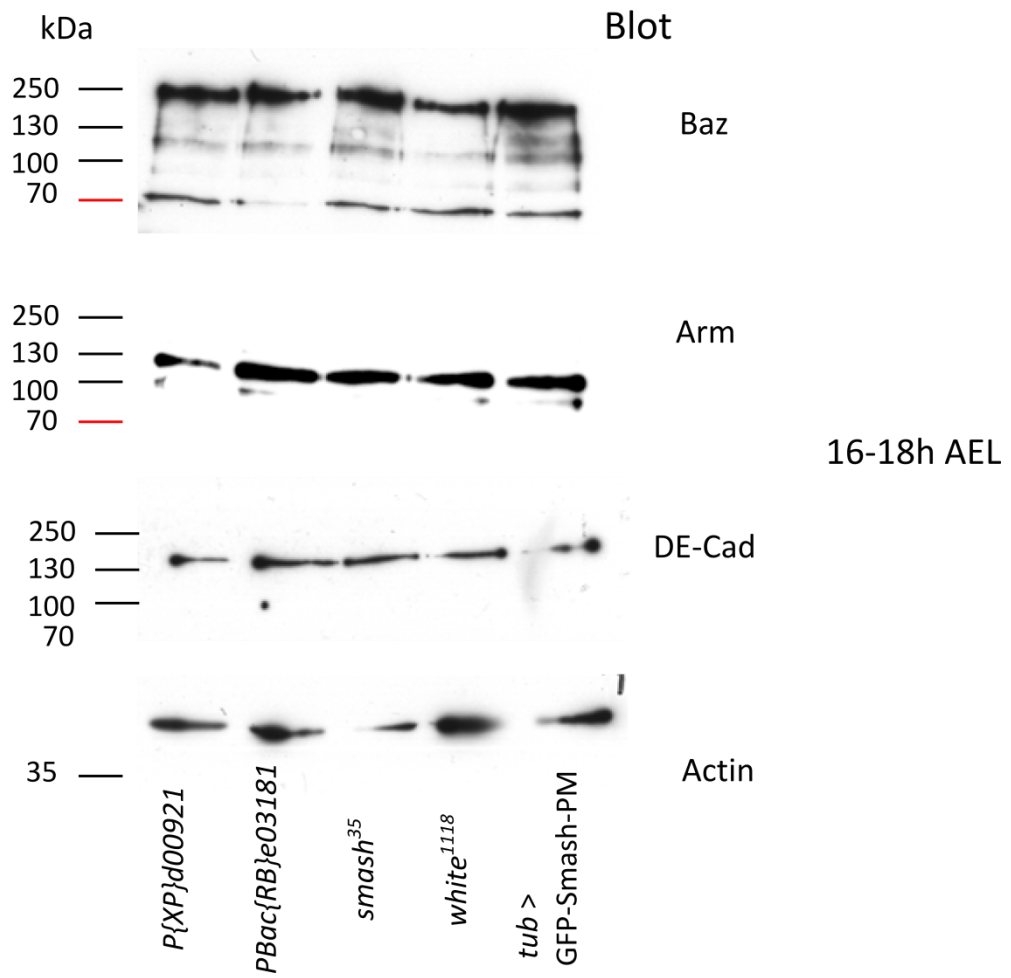 kDa
Blot
250
130
100
70
Baz
250
130
100
70
Arm
16-18h AEL
250
130
100
70
DE-Cad
35
Actin
P{XP}d00921
PBac{RB}e03181
smash35
white1118
tub >
GFP-Smash-PM